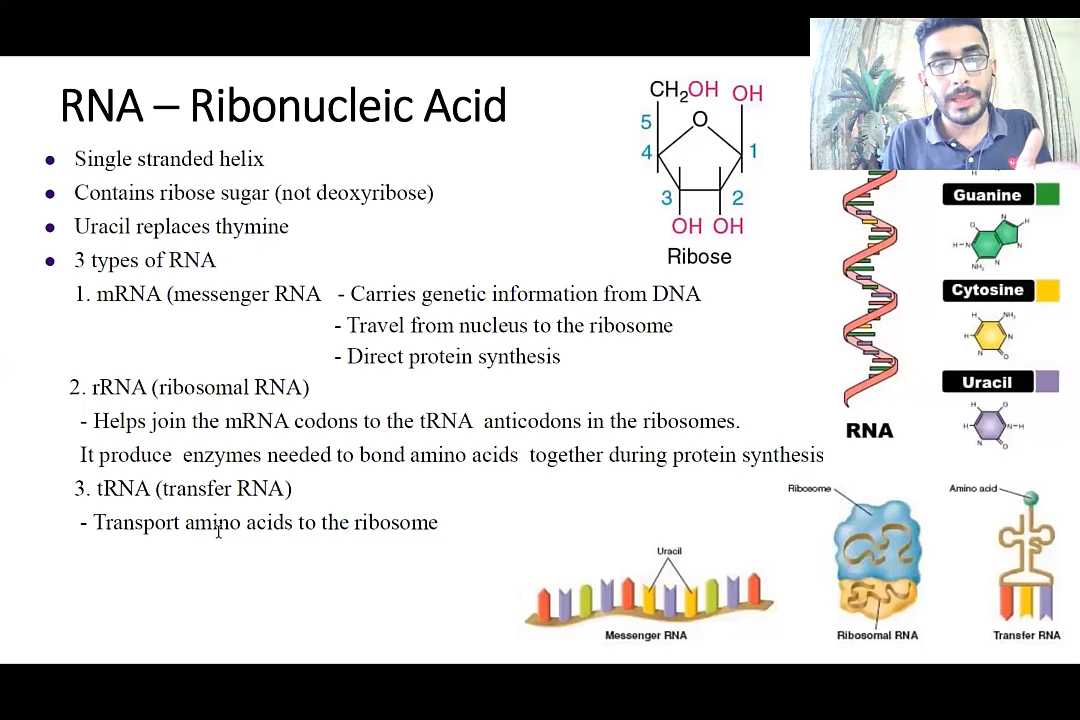 RNA – Ribonucleic Acid
• Single stranded helix
• Contains ribose sugar (not deoxyribose)
• Uracil replaces thymine
• 3 types of RNA
1. mRNA (messenger RNA - Carries genetic information from DNA
- Travel from nucleus to the ribosome
- Direct protein synthesis
2. rRNA (ribosomal RNA)
- Helps join the mRNA codons to the tRNA anticodons in the ribosomes.
It produce enzymes needed to bond amino acids together during protein synthesis
3. tRNA (transfer RNA)
- Transport amino acids to the ribosome
CH₂OH OH
5 O
4 1
3 2
OH OH
Ribose
H
Guanine
O N H
H–N N
NH₂ N
Cytosine
H NH₂
H N
N O
Uracil
H O
H N–H
N O
RNA
Uracil
Messenger RNA
Ribosome
Ribosomal RNA
Amino acid
Transfer RNA